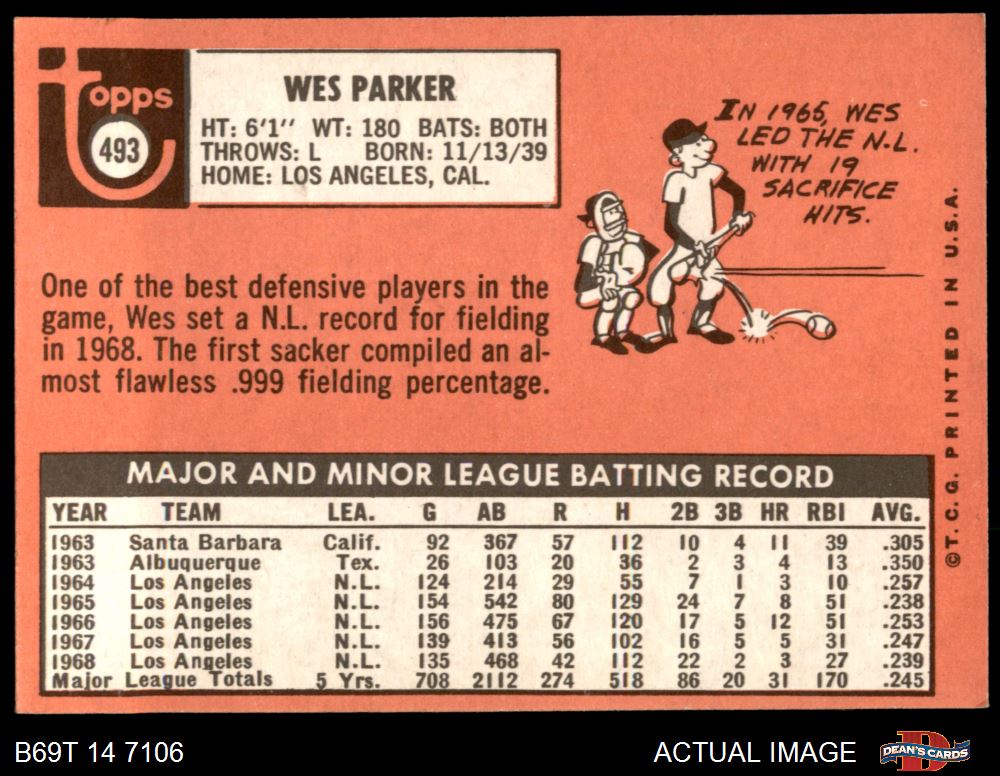 topps
493
WES PARKER
HT: 6'1" WT: 180 BATS: BOTH
THROWS: L BORN: 11/13/39
HOME: LOS ANGELES, CAL.
IN 1965, WES
LED THE N.L.
WITH 19
SACRIFICE
HITS.
One of the best defensive players in the
game, Wes set a N.L. record for fielding
in 1968. The first sacker compiled an al-
most flawless .999 fielding percentage.
©T.C.G. PRINTED IN U.S.A.
MAJOR AND MINOR LEAGUE BATTING RECORD
YEAR TEAM LEA. G AB R H 2B 3B HR RBI AVG.
1963 Santa Barbara Calif. 92 367 57 112 10 4 11 39 .305
1963 Albuquerque Tex. 26 103 20 36 2 3 4 13 .350
1964 Los Angeles N.L. 124 214 29 55 7 1 3 10 .257
1965 Los Angeles N.L. 154 542 80 129 24 7 8 51 .238
1966 Los Angeles N.L. 156 475 67 120 17 5 12 51 .253
1967 Los Angeles N.L. 139 413 56 102 16 5 5 31 .247
1968 Los Angeles N.L. 135 468 42 112 22 2 3 27 .239
Major League Totals 5 Yrs. 708 2112 274 518 86 20 31 170 .245
B69T 14 7106
ACTUAL IMAGE
DEAN'S CARDS